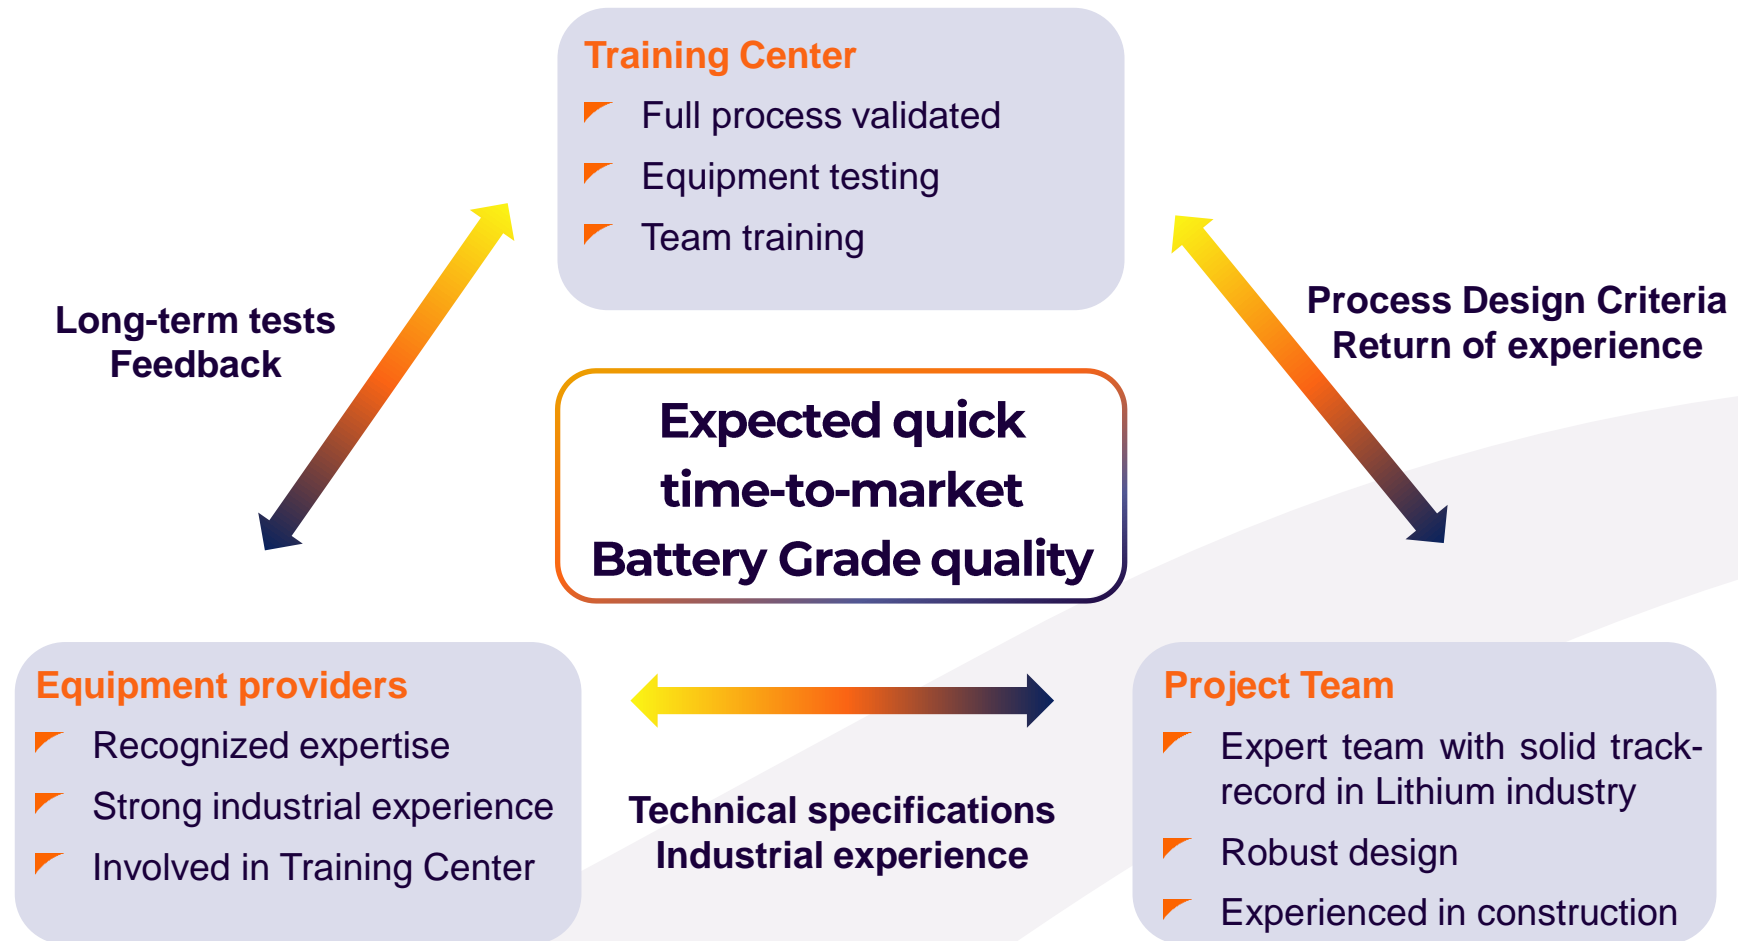 Training Center
Full process validated
Equipment testing
Team training
Long-term tests
Feedback
Process Design Criteria
Return of experience
Expected quick
time-to-market
Battery Grade quality
Equipment providers
Recognized expertise
Strong industrial experience
Involved in Training Center
Technical specifications
Industrial experience
Project Team
Expert team with solid track-
record in Lithium industry
Robust design
Experienced in construction